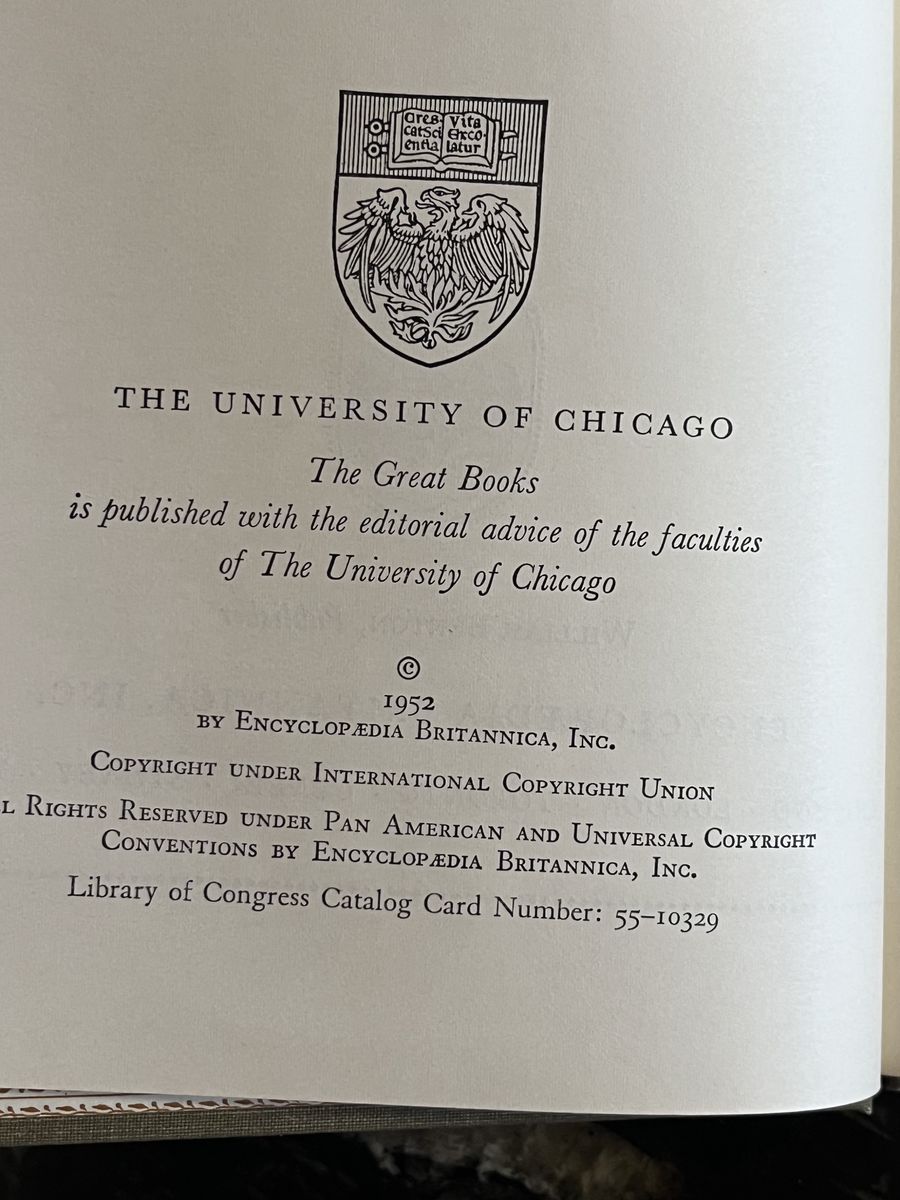 Cres· Vita
catSci Exco·
entia latur
THE UNIVERSITY OF CHICAGO
The Great Books
is published with the editorial advice of the faculties
of The University of Chicago
©
1952
BY ENCYCLOPÆDIA BRITANNICA, INC.
COPYRIGHT UNDER INTERNATIONAL COPYRIGHT UNION
L RIGHTS RESERVED UNDER PAN AMERICAN AND UNIVERSAL COPYRIGHT
CONVENTIONS BY ENCYCLOPÆDIA BRITANNICA, INC.
Library of Congress Catalog Card Number: 55–10329